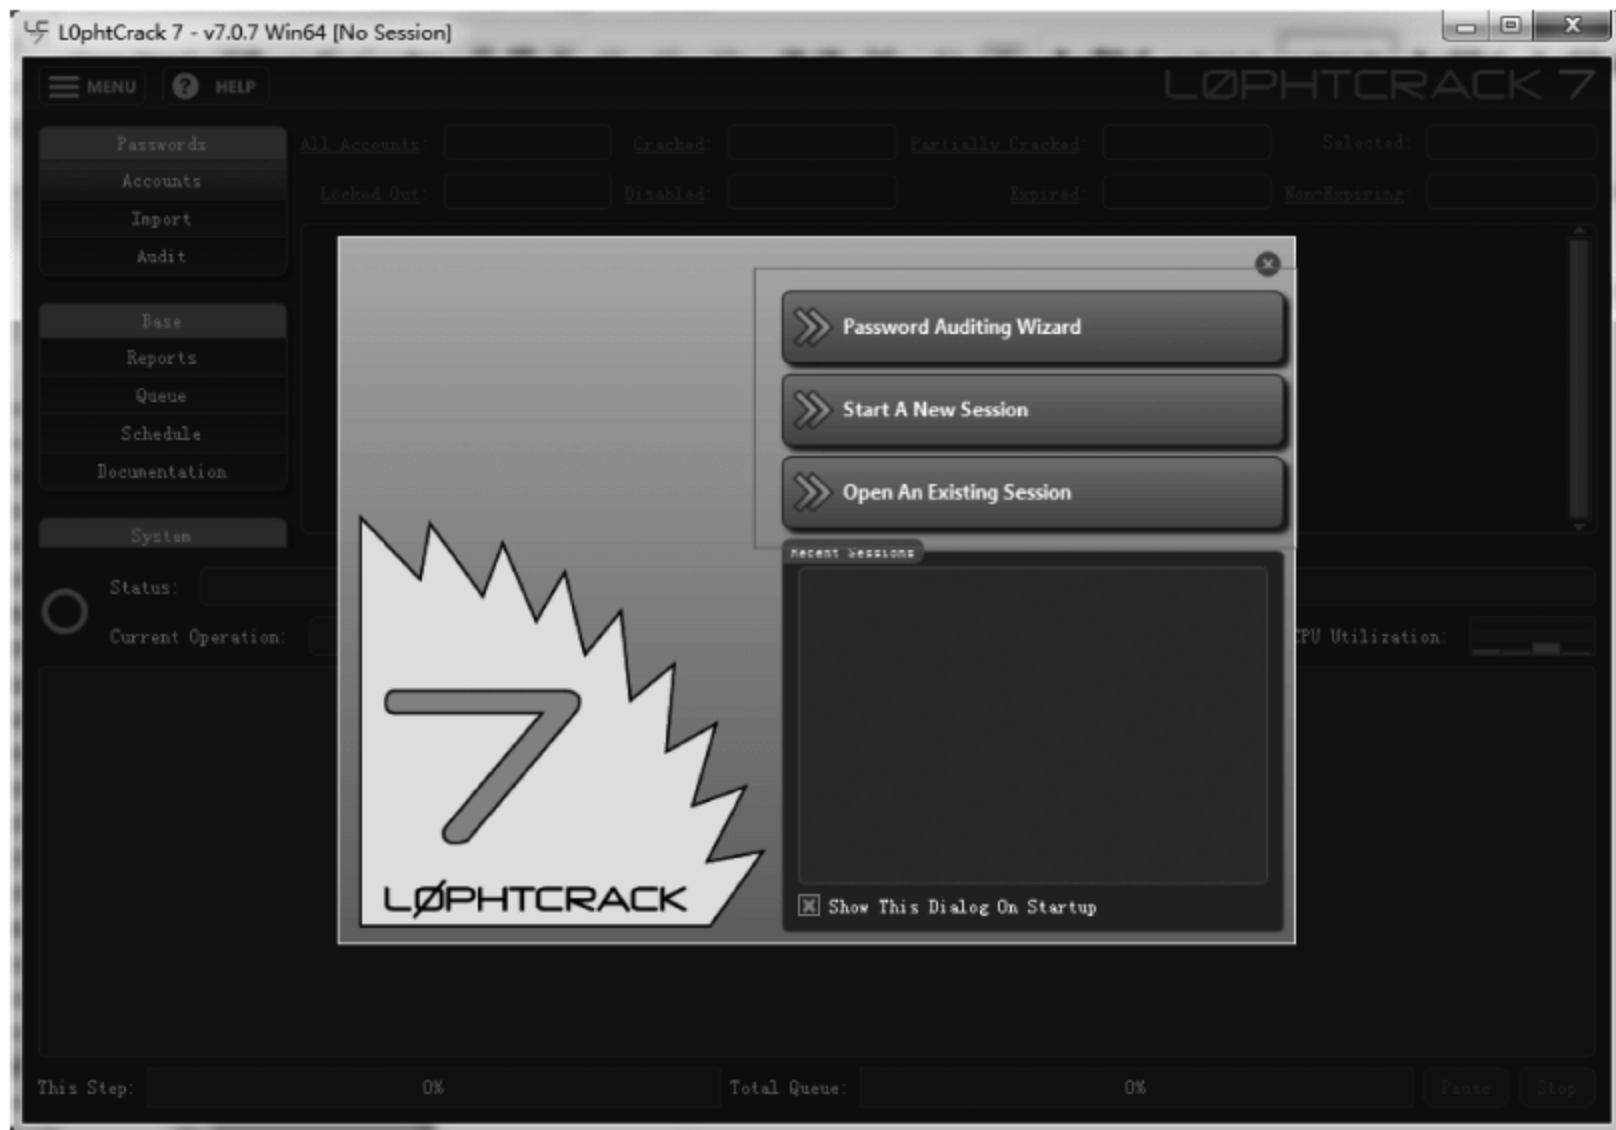 L0phtCrack 7 - v7.0.7 Win64 [No Session]
MENU
HELP
LØPHTCRACK 7
Passwords
Accounts
Import
Audit
All Accounts:
Cracked:
Partially Cracked:
Selected:
Locked Out:
Disabled:
Expired:
Non-Expiring:
Base
Reports
Queue
Schedule
Documentation
System
Status:
Current Operation:
CPU Utilization:
Password Auditing Wizard
Start A New Session
Open An Existing Session
Recent Sessions
Show This Dialog On Startup
7
LØPHTCRACK
This Step:
0%
Total Queue:
0%
Pause
Stop